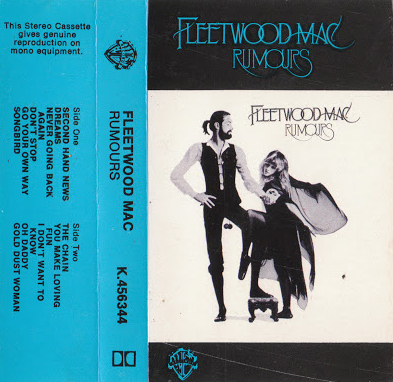 This Stereo Cassette
gives genuine
reproduction on
mono equipment.
Side One
SECOND HAND NEWS
DREAMS
NEVER GOING BACK
AGAIN
DON'T STOP
GO YOUR OWN WAY
SONGBIRD
Side Two
THE CHAIN
YOU MAKE LOVING
FUN
I DON'T WANT TO
KNOW
OH DADDY
GOLD DUST WOMAN
FLEETWOOD MAC
RUMOURS
K.456344
FLEETWOOD MAC
RUMOURS
FLEETWOOD MAC
RUMOURS